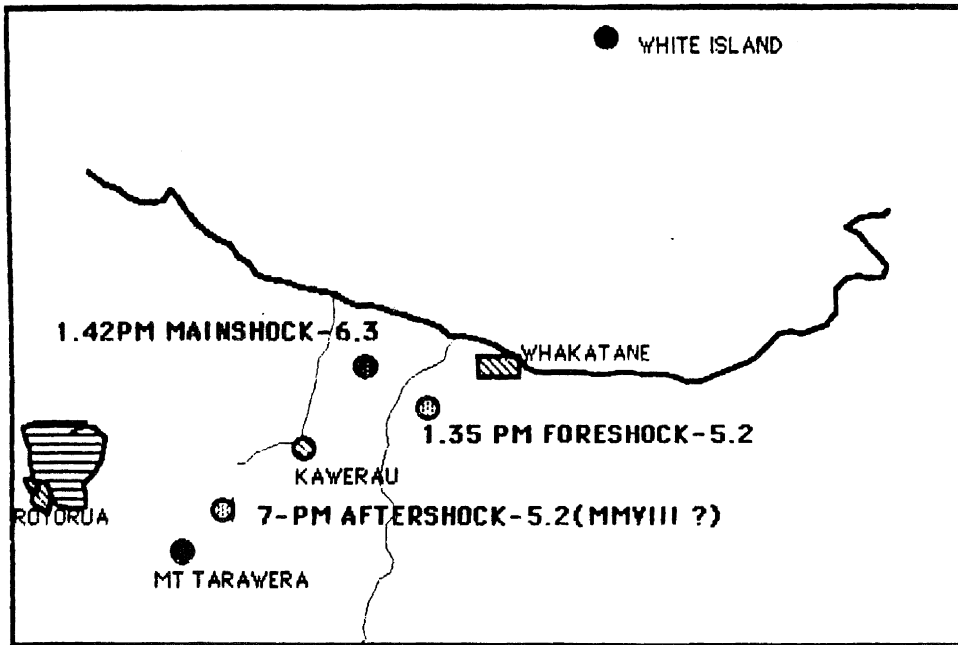 WHITE ISLAND
1.42PM MAINSHOCK-6.3
WHAKATANE
1.35 PM FORESHOCK-5.2
KAWERAU
ROTORUA
7-PM AFTERSHOCK-5.2(MMVIII ?)
MT TARAWERA